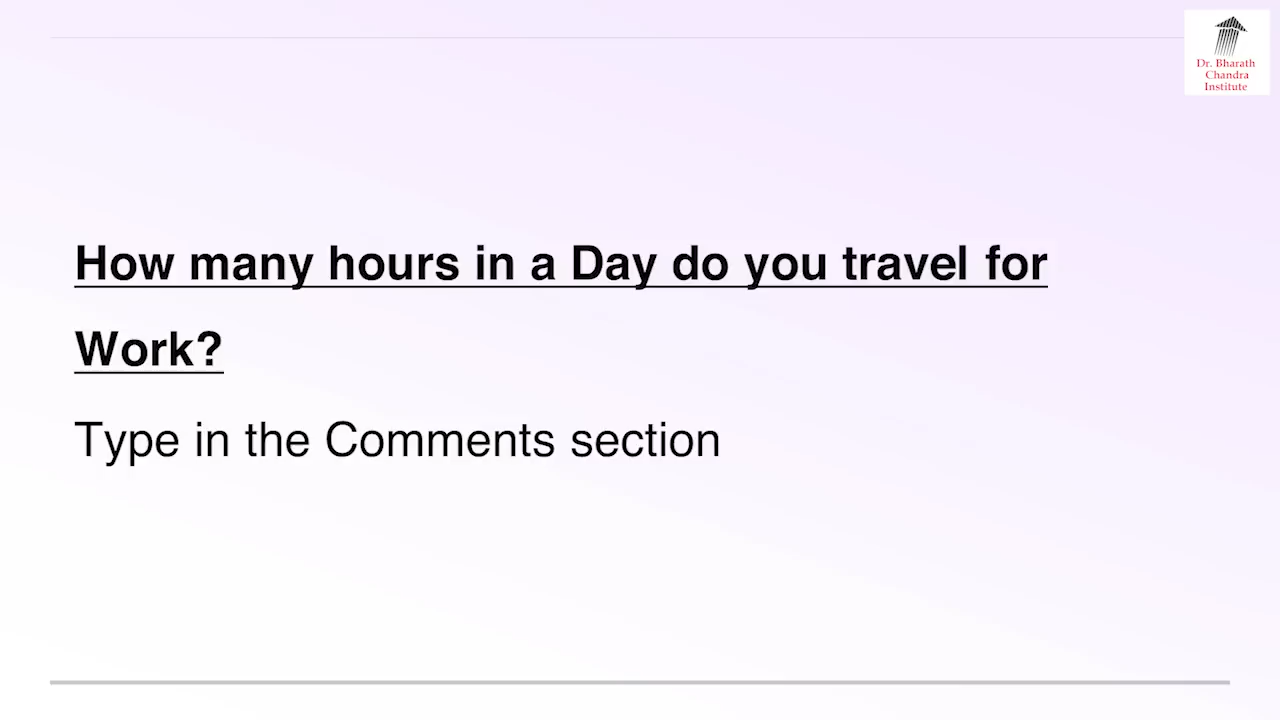 Dr. Bharath
Chandra
Institute
How many hours in a Day do you travel for
Work?
Type in the Comments section